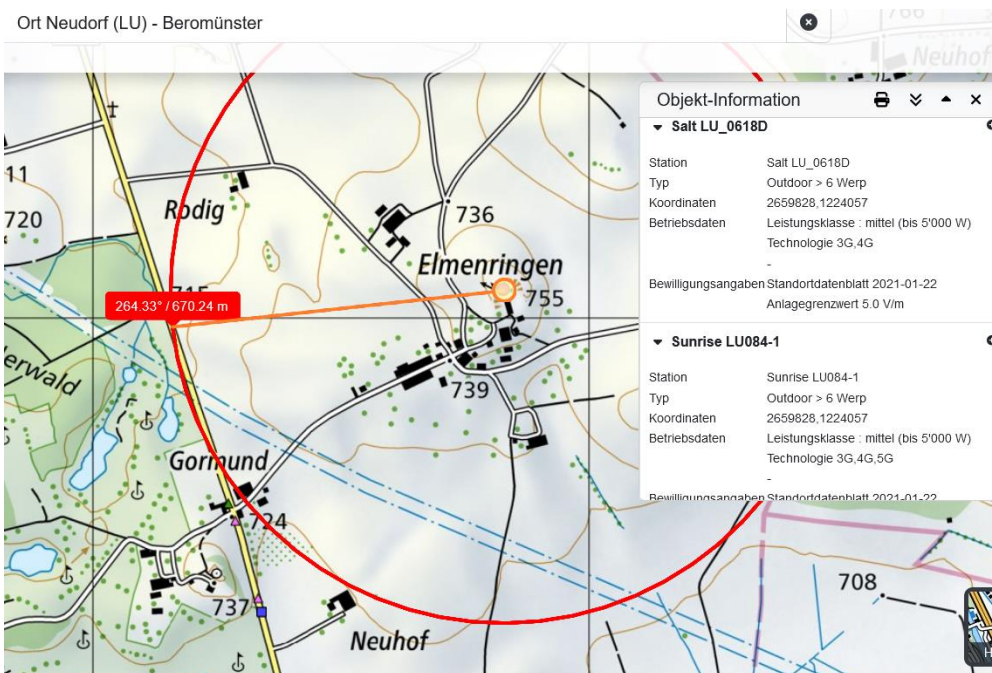 Ort Neudorf (LU) - Beromünster
766
Neuhof
Objekt-Information
Salt LU_0618D
Station Salt LU_0618D
Typ Outdoor > 6 Werp
Koordinaten 2659828,1224057
Betriebsdaten Leistungsklasse : mittel (bis 5'000 W)
Technologie 3G,4G
-
Bewilligungsangaben Standortdatenblatt 2021-01-22
Anlagegrenzwert 5.0 V/m
Sunrise LU084-1
Station Sunrise LU084-1
Typ Outdoor > 6 Werp
Koordinaten 2659828,1224057
Betriebsdaten Leistungsklasse : mittel (bis 5'000 W)
Technologie 3G,4G,5G
-
Bewilligungsangaben Standortdatenblatt 2021-01-22
11
720
Rodig
736
Elmenringen
755
715
264.33° / 670.24 m
erwald
739
Gormund
724
737
Neuhof
708
H